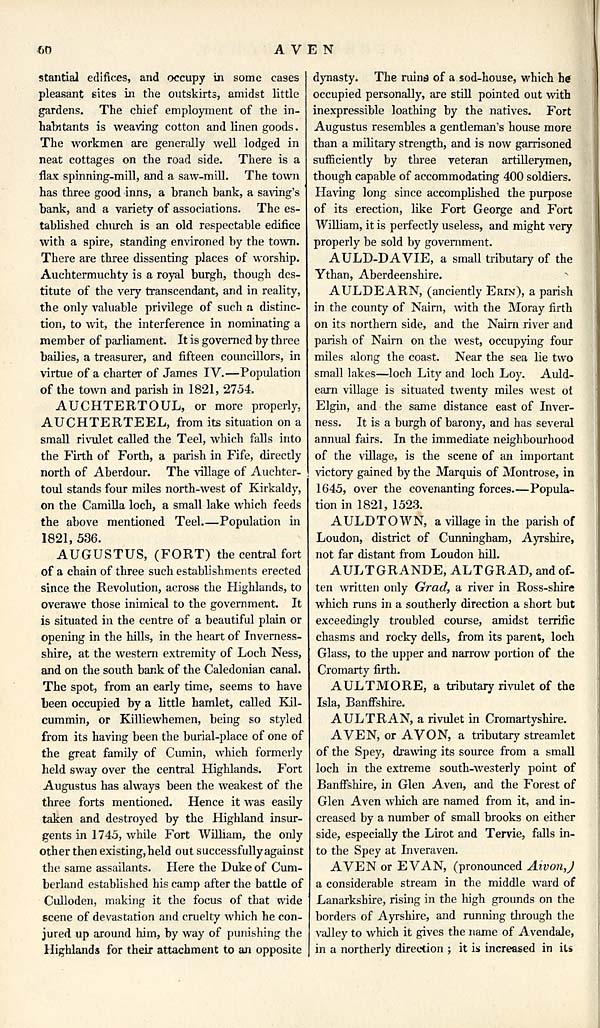 60
AVEN
stantial edifices, and occupy in some cases
pleasant sites in the outskirts, amidst little
gardens. The chief employment of the in-
habitants is weaving cotton and linen goods.
The workmen are generally well lodged in
neat cottages on the road side. There is a
flax spinning-mill, and a saw-mill. The town
has three good inns, a branch bank, a saving's
bank, and a variety of associations. The es-
tablished church is an old respectable edifice
with a spire, standing environed by the town.
There are three dissenting places of worship.
Auchtermuchty is a royal burgh, though des-
titute of the very transcendant, and in reality,
the only valuable privilege of such a distinc-
tion, to wit, the interference in nominating a
member of parliament. It is governed by three
bailies, a treasurer, and fifteen councillors, in
virtue of a charter of James IV.—Population
of the town and parish in 1821, 2754.
AUCHTERTOUL, or more properly,
AUCHTERTEEL, from its situation on a
small rivulet called the Teel, which falls into
the Firth of Forth, a parish in Fife, directly
north of Aberdour. The village of Auchter-
toul stands four miles north-west of Kirkaldy,
on the Camilla loch, a small lake which feeds
the above mentioned Teel.—Population in
1821, 536.
AUGUSTUS, (FORT) the central fort
of a chain of three such establishments erected
since the Revolution, across the Highlands, to
overawe those inimical to the government. It
is situated in the centre of a beautiful plain or
opening in the hills, in the heart of Inverness-
shire, at the western extremity of Loch Ness,
and on the south bank of the Caledonian canal.
The spot, from an early time, seems to have
been occupied by a little hamlet, called Kil-
cummin, or Killiewhemen, being so styled
from its having been the burial-place of one of
the great family of Cumin, which formerly
held sway over the central Highlands. Fort
Augustus has always been the weakest of the
three forts mentioned. Hence it was easily
taken and destroyed by the Highland insur-
gents in 1745, while Fort William, the only
other then existing, held out successfully against
the same assailants. Here the Duke of Cum-
berland established his camp after the battle of
Culloden, making it the focus of that wide
scene of devastation and cruelty which he con-
jured up around him, by way of punishing the
Highlands for their attachment to an opposite
dynasty. The ruins of a sod-house, which he
occupied personally, are still pointed out with
inexpressible loathing by the natives. Fort
Augustus resembles a gentleman's house more
than a military strength, and is now garrisoned
sufficiently by three veteran artillerymen,
though capable of accommodating 400 soldiers.
Having long since accomplished the purpose
of its erection, like Fort George and Fort
William, it is perfectly useless, and might very
properly be sold by government.
AULD-DAVIE, a small tributary of the
Ythan, Aberdeenshire.
AULDEARN, (anciently ERIN), a parish
in the county of Nairn, with the Moray firth
on its northern side, and the Nairn river and
parish of Nairn on the west, occupying four
miles along the coast. Near the sea lie two
small lakes—loch Lity and loch Loy. Auld-
earn village is situated twenty miles west of
Elgin, and the same distance east of Inver-
ness. It is a burgh of barony, and has several
annual fairs. In the immediate neighbourhood
of the village, is the scene of an important
victory gained by the Marquis of Montrose, in
1645, over the covenanting forces.—Popula-
tion in 1821, 1523.
AULDTOWN, a village in the parish of
Loudon, district of Cunningham, Ayrshire,
not far distant from Loudon hill.
AULTGRANDE, ALTGRAD, and of-
ten written only Grad, a river in Ross-shire
which runs in a southerly direction a short but
exceedingly troubled course, amidst terrific
chasms and rocky dells, from its parent, loch
Glass, to the upper and narrow portion of the
Cromarty firth.
AULTMORE, a tributary rivulet of the
Isla, Banffshire.
AULTRAN, a rivulet in Cromartyshire.
AVEN, or AVON, a tributary streamlet
of the Spey, drawing its source from a small
loch in the extreme south-westerly point of
Banffshire, in Glen Aven, and the Forest of
Glen Aven which are named from it, and in-
creased by a number of small brooks on either
side, especially the Lirot and Tervie, falls in-
to the Spey at Inveraven.
AVEN or EVAN, (pronounced Aivon,)
a considerable stream in the middle ward of
Lanarkshire, rising in the high grounds on the
borders of Ayrshire, and running through the
valley to which it gives the name of Avendale,
in a northerly direction ; it is increased in its